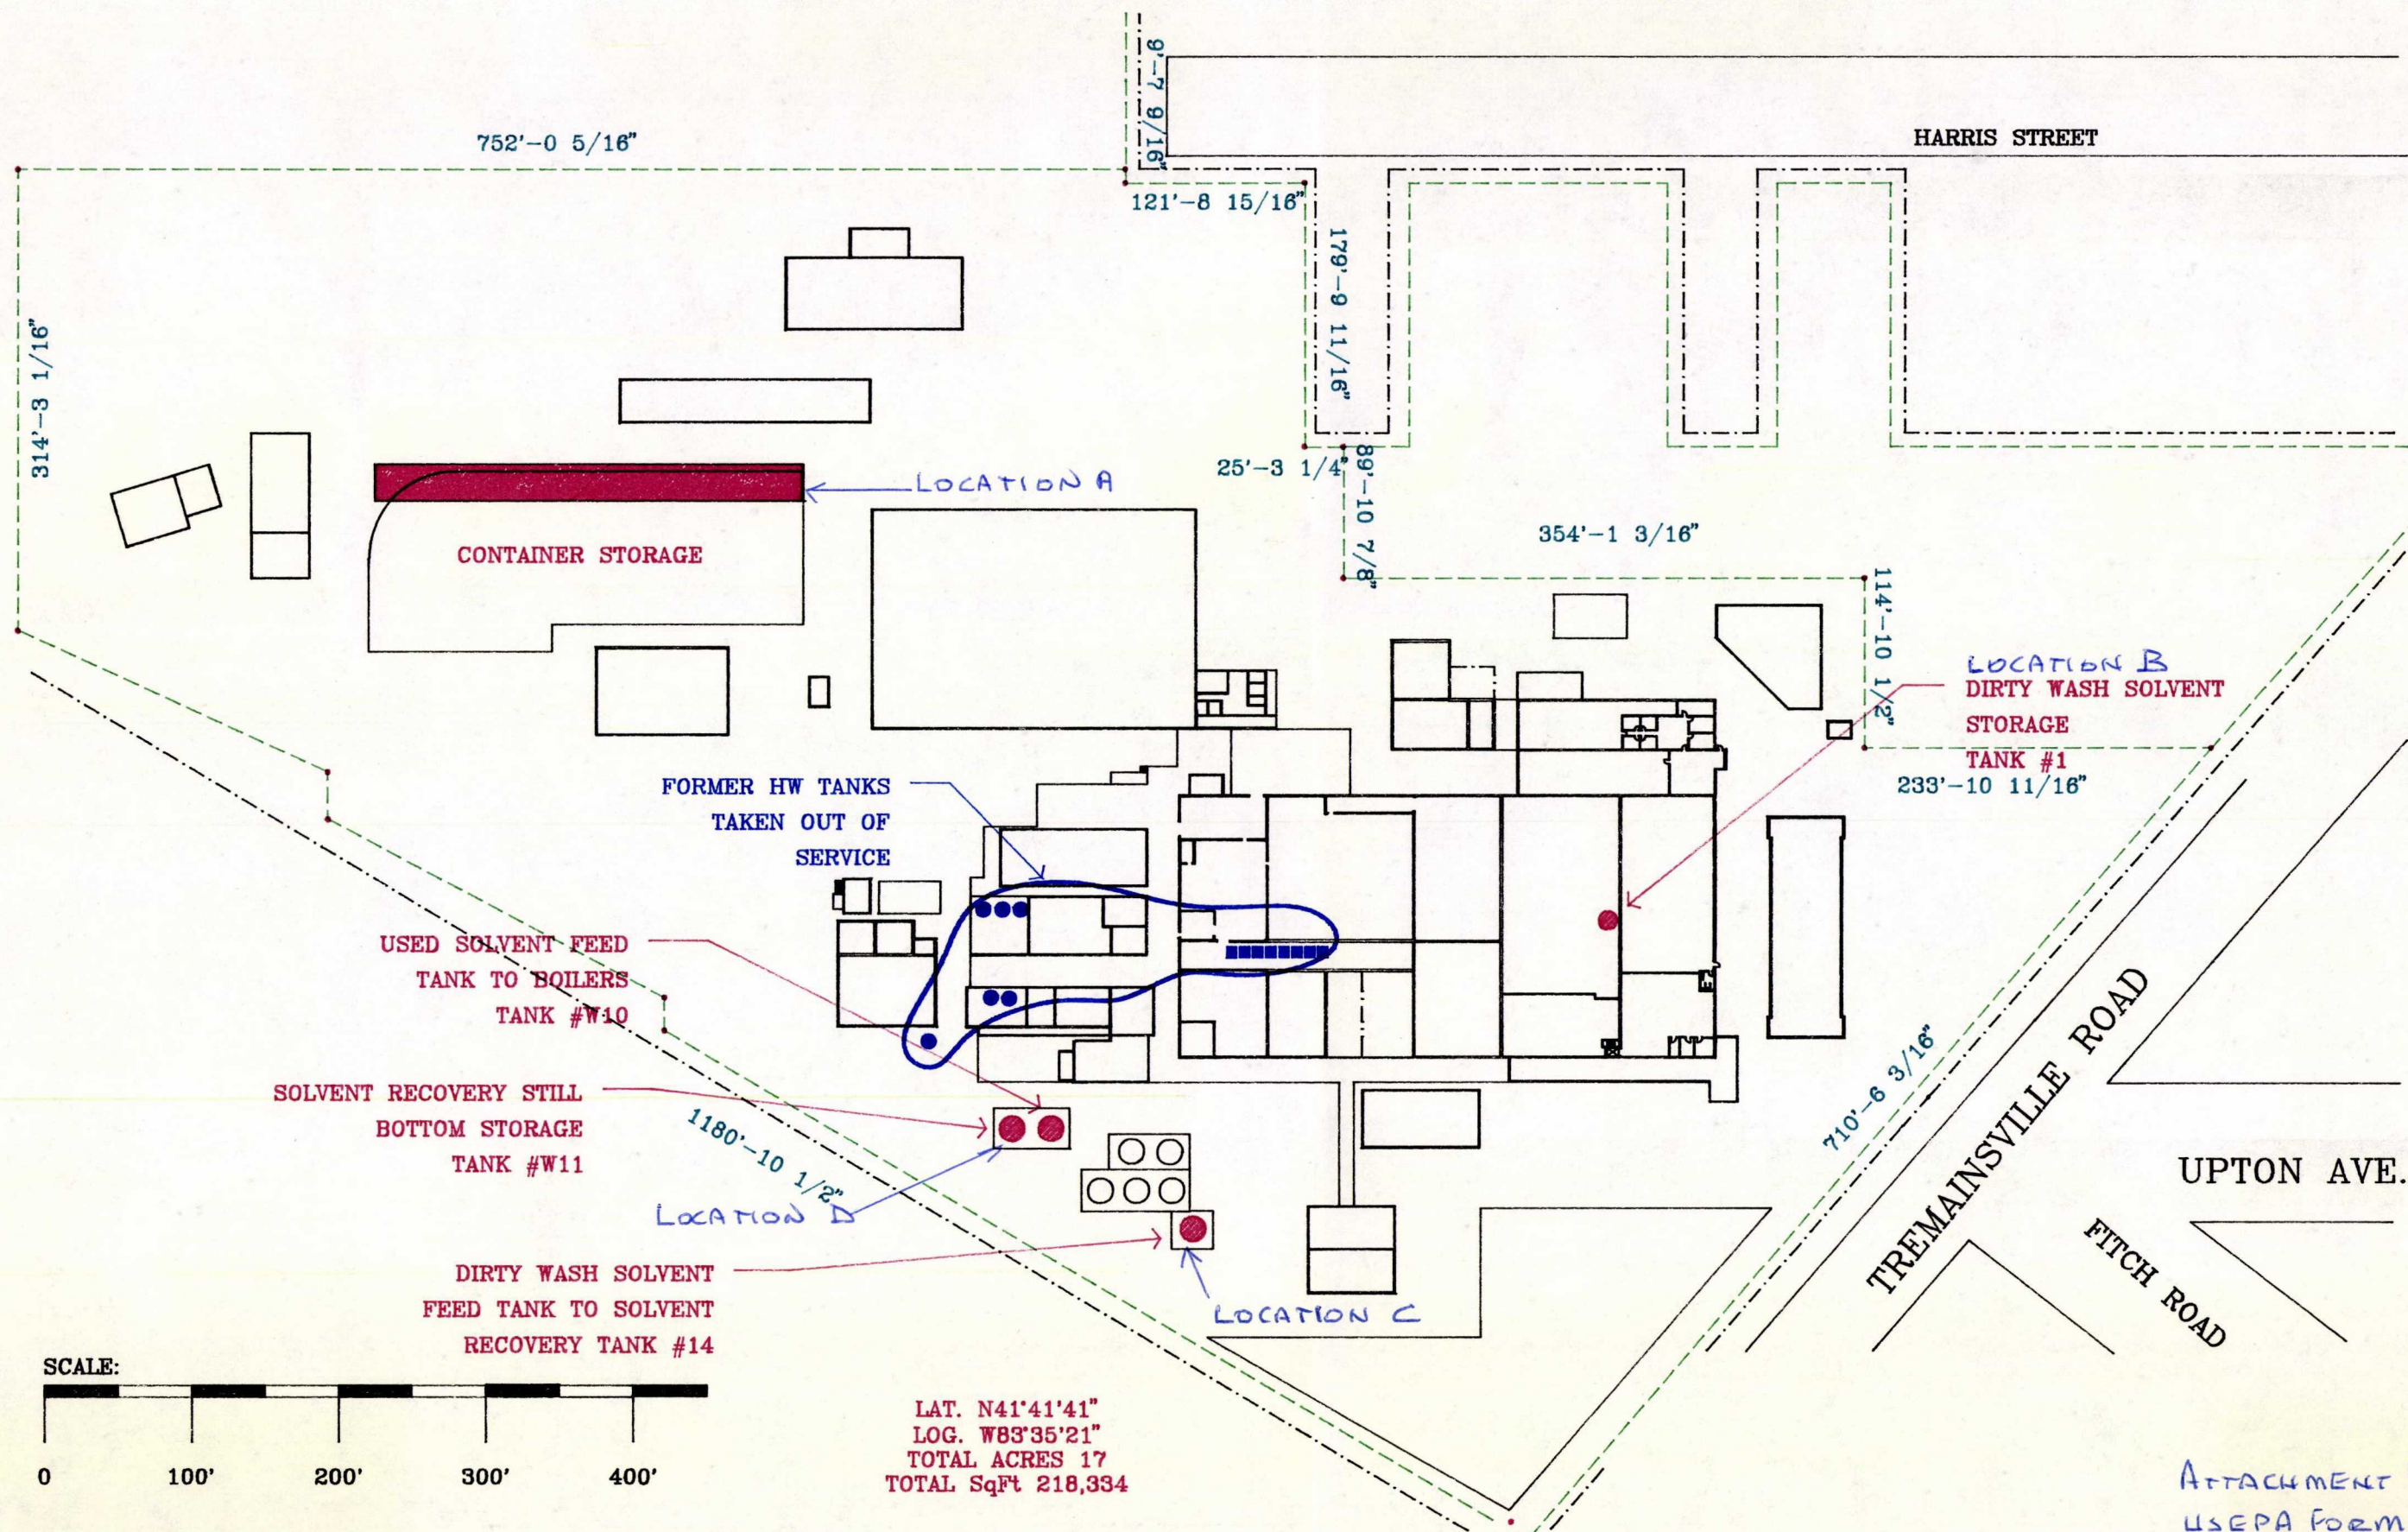 9'-7 9/16"
752'-0 5/16"
HARRIS STREET
121'-8 15/16"
179'-9 11/16"
314'-3 1/16"
25'-3 1/4"
89'-10 7/8"
LOCATION A
354'-1 3/16"
CONTAINER STORAGE
114'-10 1/2"
LOCATION B
DIRTY WASH SOLVENT
STORAGE
TANK #1
233'-10 11/16"
FORMER HW TANKS
TAKEN OUT OF
SERVICE
USED SOLVENT FEED
TANK TO BOILERS
TANK #W10
SOLVENT RECOVERY STILL
BOTTOM STORAGE
TANK #W11
1180'-10 1/2"
710'-6 3/16"
TREMAINSVILLE ROAD
UPTON AVE.
FITCH ROAD
LOCATION D
DIRTY WASH SOLVENT
FEED TANK TO SOLVENT
RECOVERY TANK #14
LOCATION C
SCALE:
0 100' 200' 300' 400'
LAT. N41°41'41"
LOG. W83°35'21"
TOTAL ACRES 17
TOTAL SqFt 218,334
ATTACHMENT
USEPA FORM